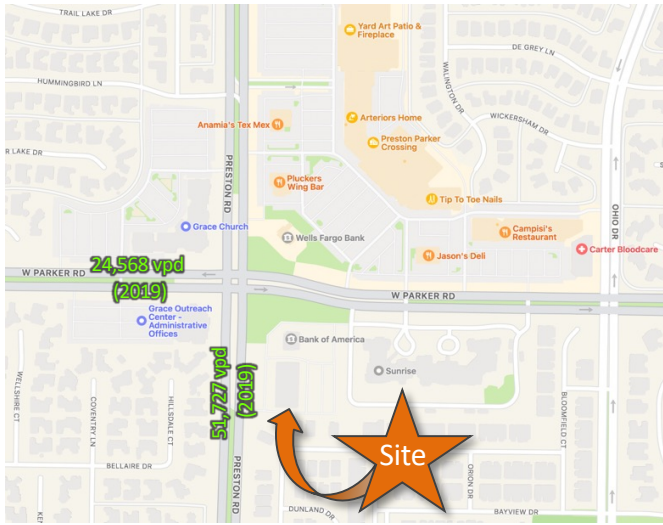 TRAIL LAKE DR
Yard Art Patio &
Fireplace
DE GREY LN
HUMMINGBIRD LN
WALINGTON DR
Arteriors Home
WICKERSHAM DR
Anamia's Tex Mex
Preston Parker
Crossing
R LAKE DR
PRESTON RD
Pluckers
Wing Bar
Tip To Toe Nails
OHIO DR
Grace Church
Campisi's
Restaurant
Wells Fargo Bank
Carter Bloodcare
Jason's Deli
24,568 vpd
(2019)
W PARKER RD
W PARKER RD
Grace Outreach
Center -
Administrative
Offices
Bank of America
51,727 vpd
(2019)
Sunrise
WELLSHIRE CT
COVENTRY LN
HILLSDALE CT
BLOOMFIELD CT
Site
BELLAIRE DR
ORION DR
PRESTON RD
DUNLAND DR
BAYVIEW DR
KE